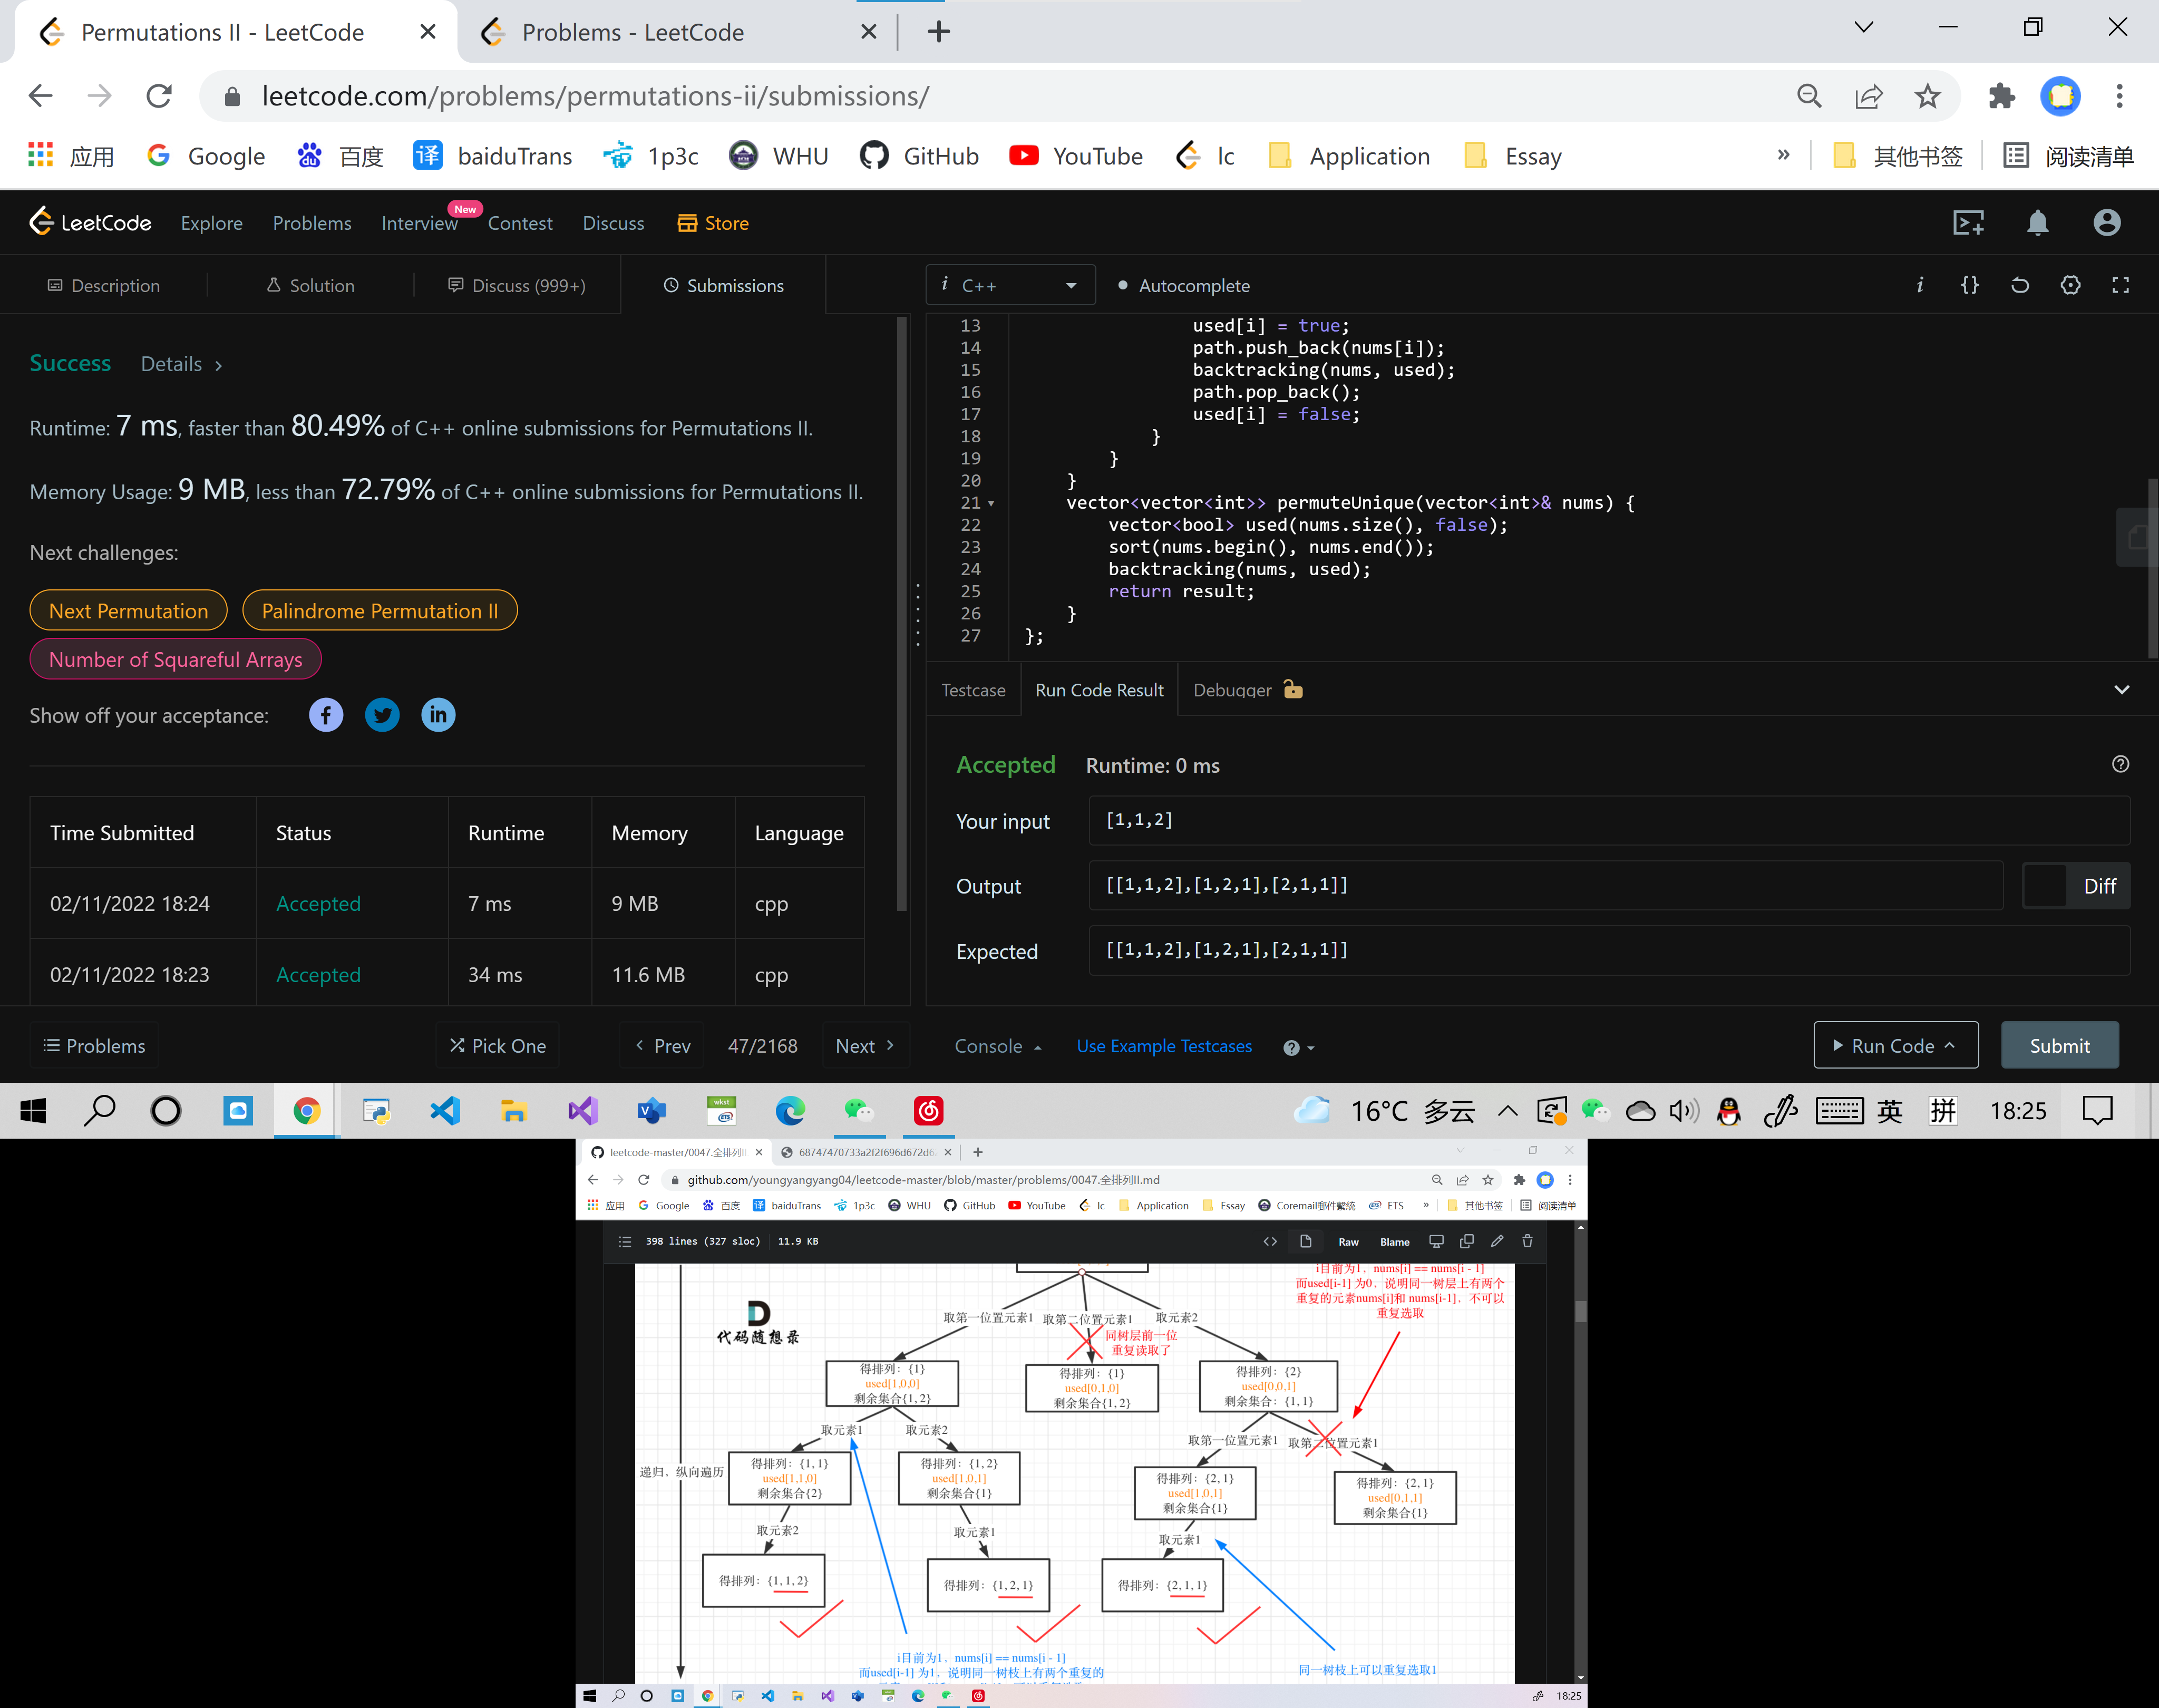 Permutations II - LeetCode
Problems - LeetCode
leetcode.com/problems/permutations-ii/submissions/
应用 Google 百度 译 baiduTrans 1p3c WHU GitHub YouTube lc Application Essay » 其他书签 阅读清单
LeetCode Explore Problems Interview New Contest Discuss Store
Description Solution Discuss (999+) Submissions
i C++ Autocomplete
Success Details
Runtime: 7 ms, faster than 80.49% of C++ online submissions for Permutations II.
Memory Usage: 9 MB, less than 72.79% of C++ online submissions for Permutations II.
Next challenges:
Next Permutation Palindrome Permutation II
Number of Squareful Arrays
Show off your acceptance:
Time Submitted Status Runtime Memory Language
02/11/2022 18:24 Accepted 7 ms 9 MB cpp
02/11/2022 18:23 Accepted 34 ms 11.6 MB cpp
Problems Pick One Prev 47/2168 Next
13 used[i] = true;
14 path.push_back(nums[i]);
15 backtracking(nums, used);
16 path.pop_back();
17 used[i] = false;
18 }
19 }
20 }
21 vector<vector<int>> permuteUnique(vector<int>& nums) {
22 vector<bool> used(nums.size(), false);
23 sort(nums.begin(), nums.end());
24 backtracking(nums, used);
25 return result;
26 }
27 };
Testcase Run Code Result Debugger
Accepted Runtime: 0 ms
Your input [1,1,2]
Output [[1,1,2],[1,2,1],[2,1,1]] Diff
Expected [[1,1,2],[1,2,1],[2,1,1]]
Console Use Example Testcases Run Code Submit
16°C 多云 英 拼 18:25
leetcode-master/0047.全排列II
68747470733a2f2f696d672d6
github.com/youngyangyang04/leetcode-master/blob/master/problems/0047.全排列II.md
应用 Google 百度 译 baiduTrans 1p3c WHU GitHub YouTube lc Application Essay Coremail郵件繫統 ETS » 其他书签 阅读清单
398 lines (327 sloc) 11.9 KB Raw Blame
i目前为1，nums[i] == nums[i - 1]
而used[i-1] 为0，说明同一树层上有两个
重复的元素nums[i]和 nums[i-1]，不可以
重复选取
代码随想录
取第一位置元素1 取第二位置元素1 取元素2
同树层前一位
重复读取了
得排列：{1}
used[1,0,0]
剩余集合{1, 2}
得排列：{1}
used[0,1,0]
剩余集合{1, 2}
得排列：{2}
used[0,0,1]
剩余集合：{1, 1}
取元素1 取元素2 取第一位置元素1 取第二位置元素1
递归，纵向遍历
得排列：{1, 1}
used[1,1,0]
剩余集合{2}
得排列：{1, 2}
used[1,0,1]
剩余集合{1}
得排列：{2, 1}
used[1,0,1]
剩余集合{1}
得排列：{2, 1}
used[0,1,1]
剩余集合{1}
取元素2 取元素1 取元素1
得排列：{1, 1, 2}
得排列：{1, 2, 1}
得排列：{2, 1, 1}
i目前为1，nums[i] == nums[i - 1]
而used[i-1] 为1，说明同一树枝上有两个重复的
同一树枝上可以重复选取1
18:25